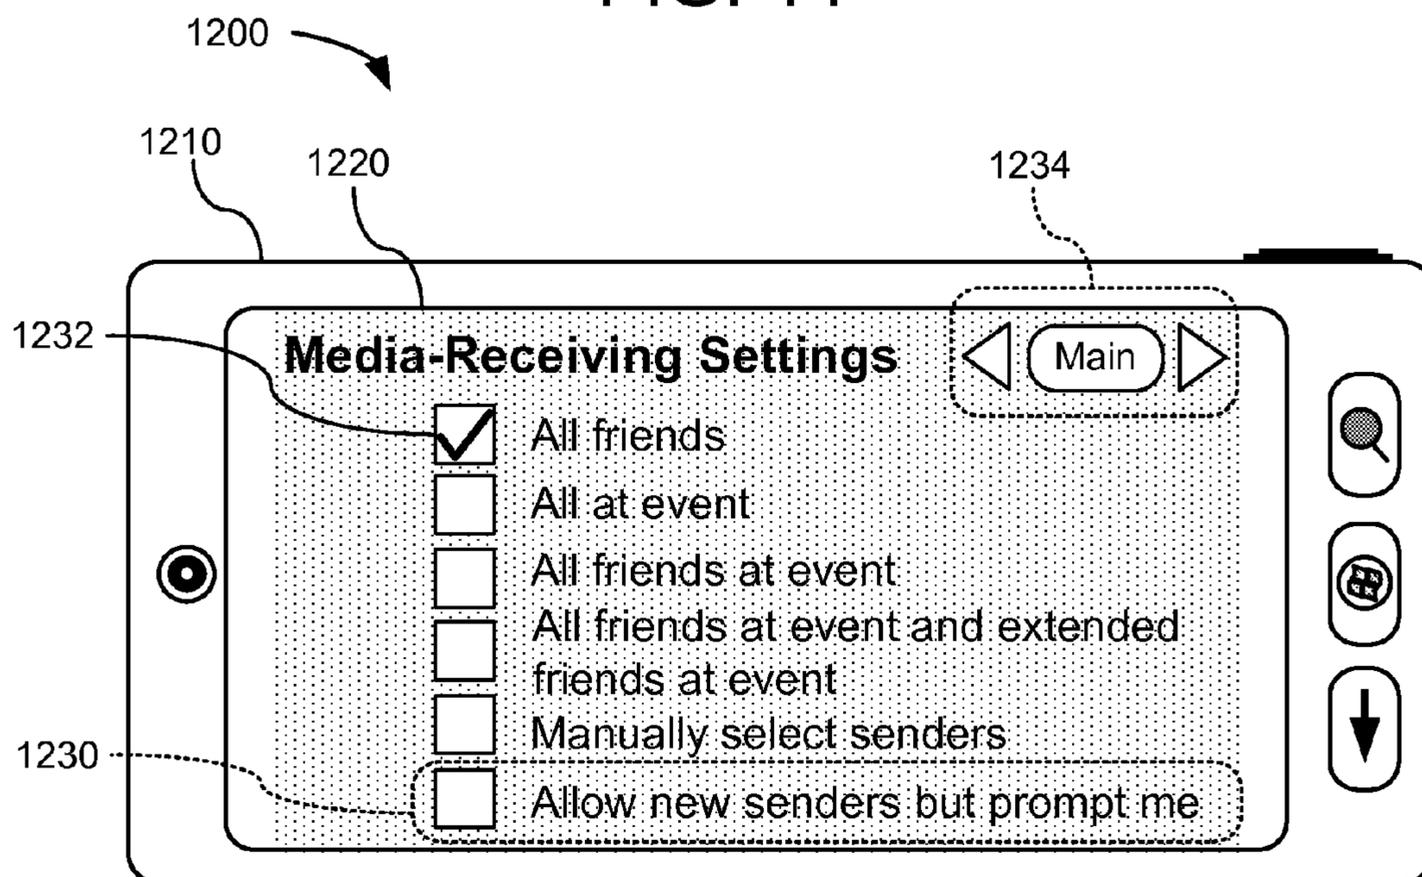 1200
1210
1220
1234
1232
Media-Receiving Settings
Main
All friends
All at event
All friends at event
All friends at event and extended
friends at event
Manually select senders
1230
Allow new senders but prompt me